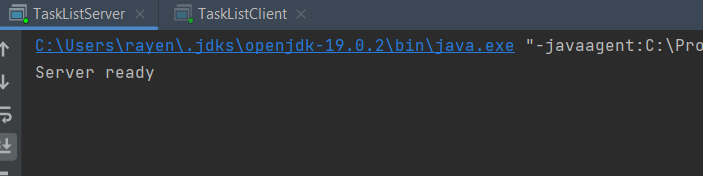 TaskListServer TaskListClient
C:\Users\rayen\.jdks\openjdk-19.0.2\bin\java.exe "-javaagent:C:\Pro
Server ready